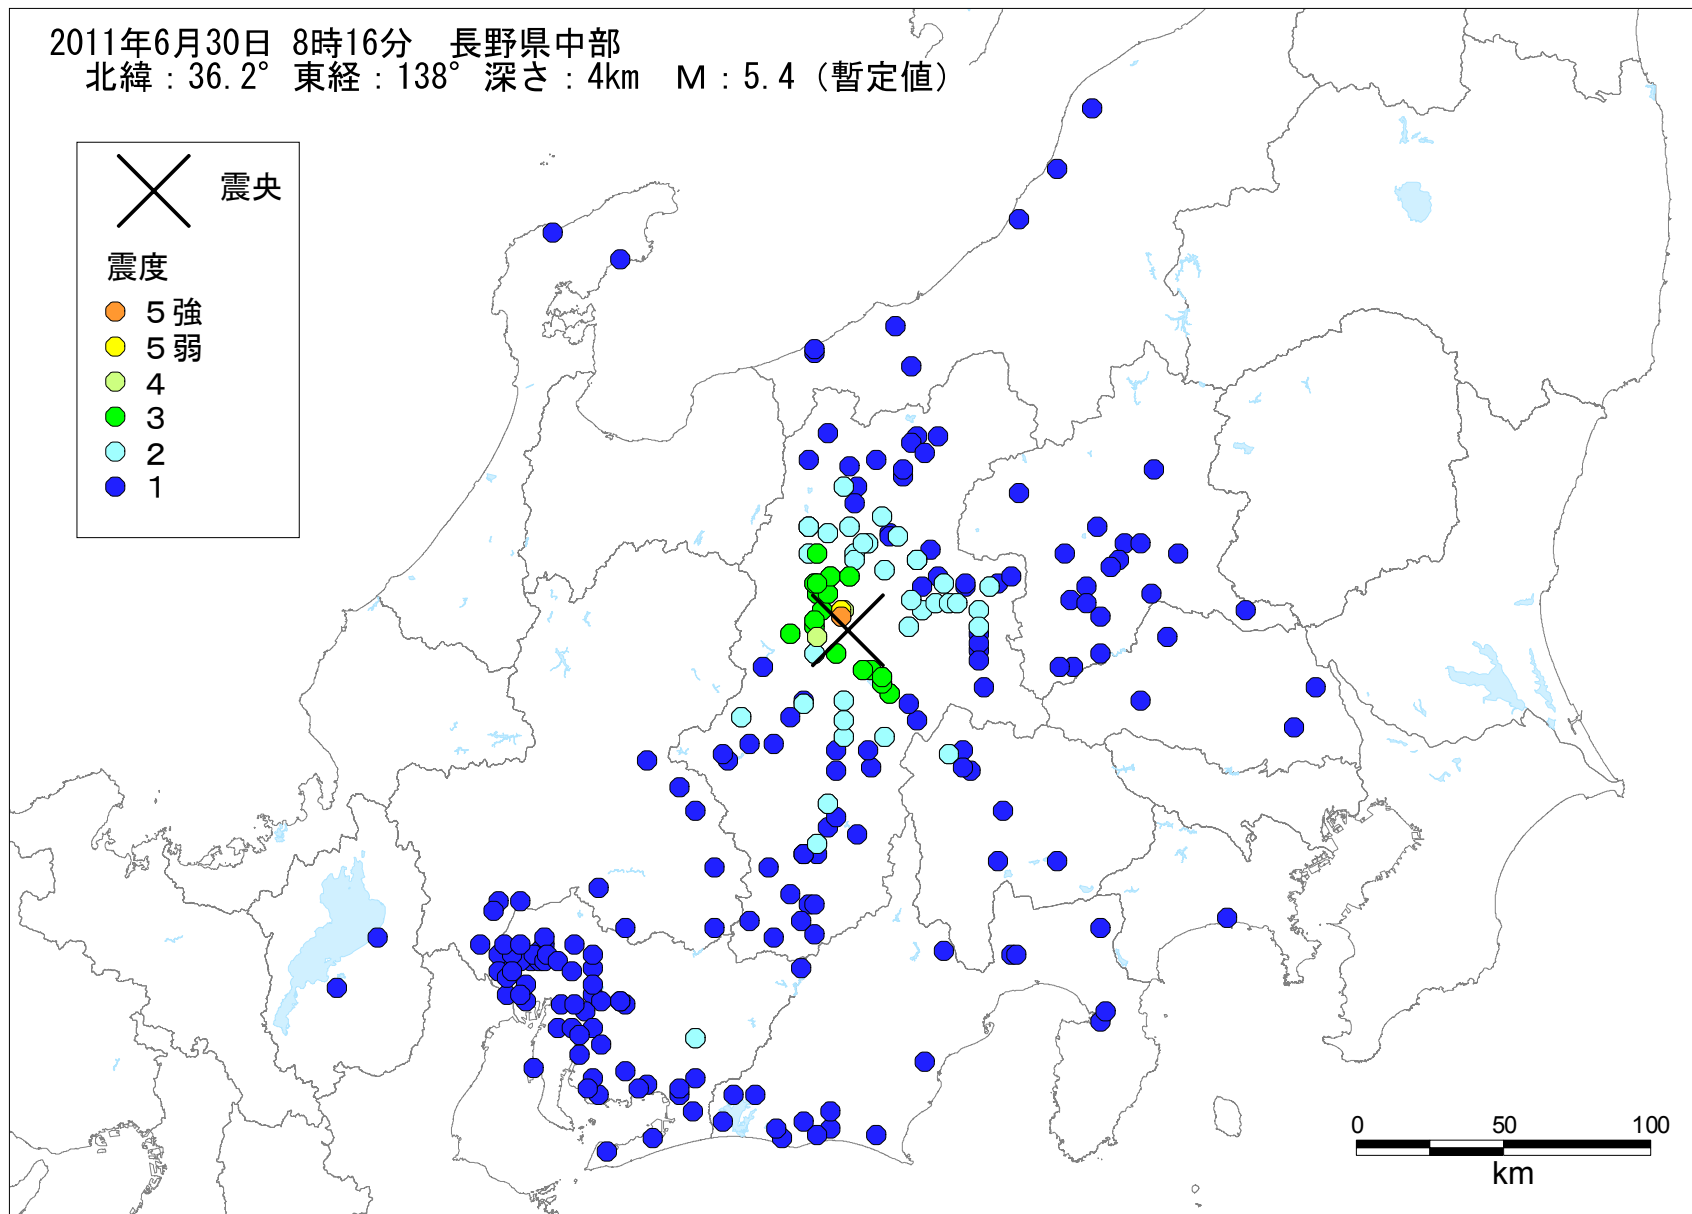 2011年6月30日 8時16分 長野県中部
北緯：36.2° 東経：138° 深さ：4km M：5.4（暫定値）
震央
震度
５強
５弱
４
３
２
１
0 50 100
km